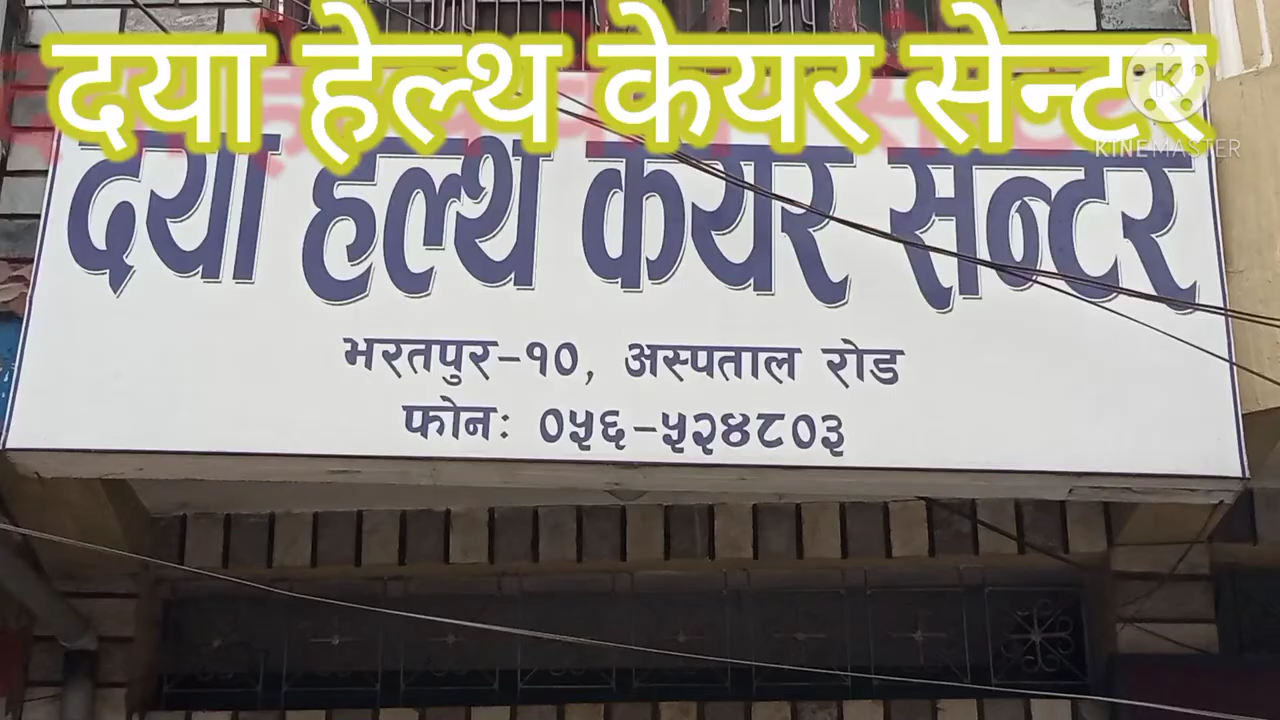 दया हेल्थ केयर सेन्टर
KINEMASTER
दया हेल्थ केयर सेन्टर
भरतपुर-१०, अस्पताल रोड
फोन: ०५६-५२४८०३